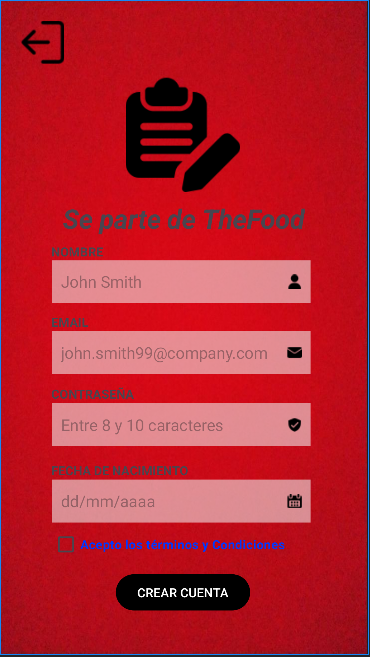 Se parte de TheFood
NOMBRE
John Smith
EMAIL
john.smith99@company.com
CONTRASEÑA
Entre 8 y 10 caracteres
FECHA DE NACIMIENTO
dd/mm/aaaa
Acepto los Términos y Condiciones
CREAR CUENTA